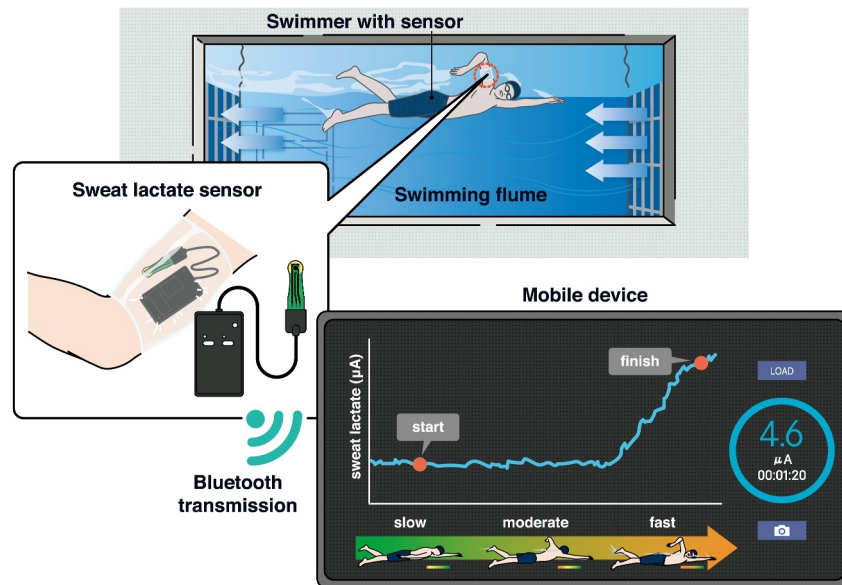 Swimmer with sensor
Swimming flume
Sweat lactate sensor
Bluetooth
transmission
Mobile device
sweat lactate (μA)
start
finish
LOAD
4.6
μA
00:01:20
slow moderate fast